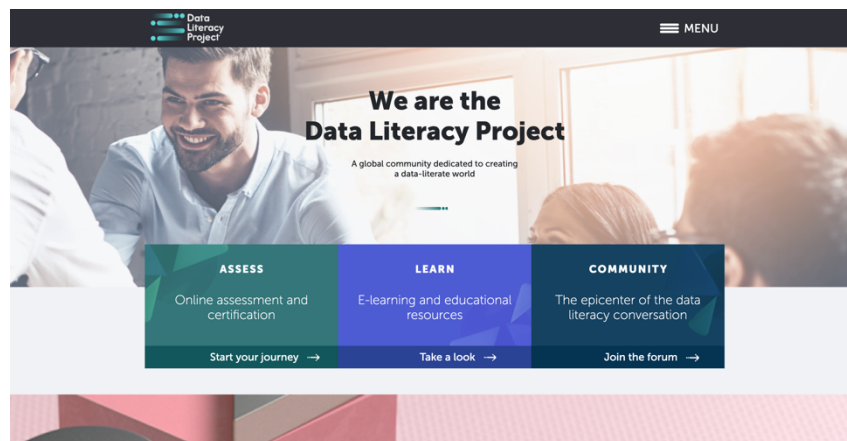 Data
Literacy
Project
MENU
We are the
Data Literacy Project
A global community dedicated to creating
a data-literate world
ASSESS
Online assessment and
certification
Start your journey →
LEARN
E-learning and educational
resources
Take a look →
COMMUNITY
The epicenter of the data
literacy conversation
Join the forum →